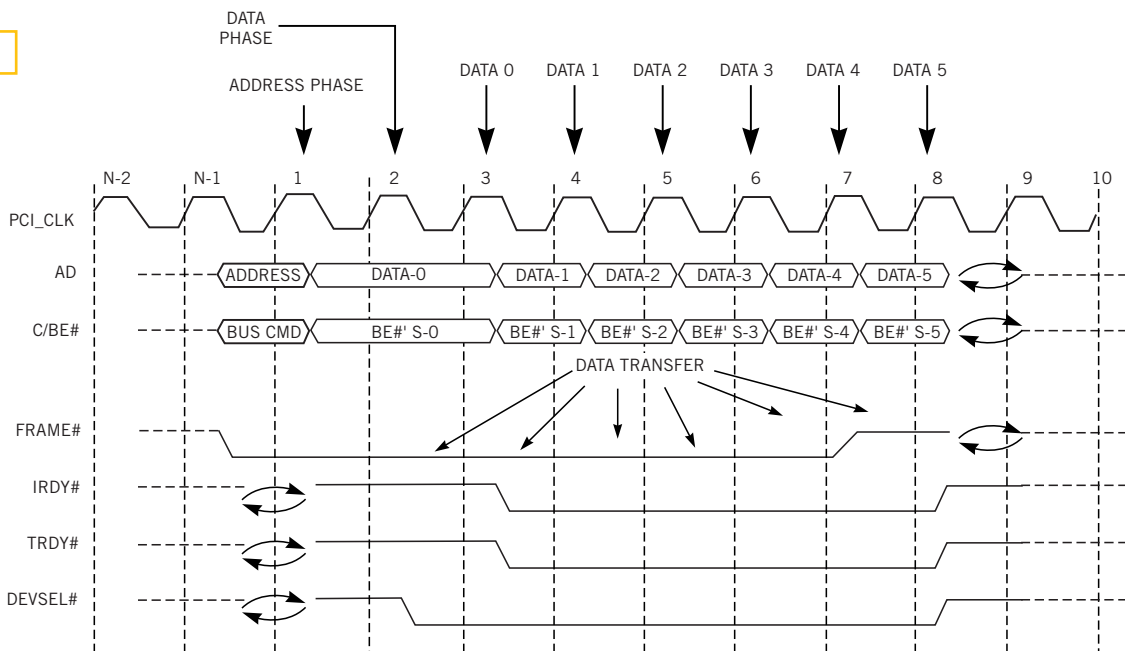 DATA
PHASE
ADDRESS PHASE
DATA 0 DATA 1 DATA 2 DATA 3 DATA 4 DATA 5
N-2 N-1 1 2 3 4 5 6 7 8 9 10
PCI_CLK
AD ADDRESS DATA-0 DATA-1 DATA-2 DATA-3 DATA-4 DATA-5
C/BE# BUS CMD BE#' S-0 BE#' S-1 BE#' S-2 BE#' S-3 BE#' S-4 BE#' S-5
DATA TRANSFER
FRAME#
IRDY#
TRDY#
DEVSEL#